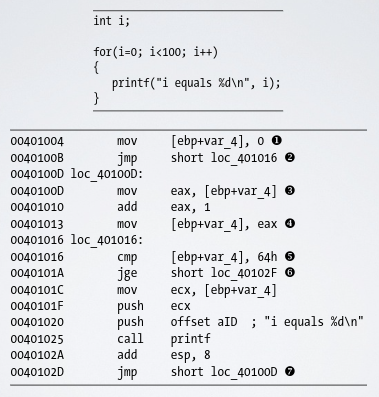 int i;
for(i=0; i<100; i++)
{
printf("i equals %d\n", i);
}
00401004 mov [ebp+var_4], 0 ❶
0040100B jmp short loc_401016 ❷
0040100D loc_40100D:
0040100D mov eax, [ebp+var_4] ❸
00401010 add eax, 1
00401013 mov [ebp+var_4], eax ❹
00401016 loc_401016:
00401016 cmp [ebp+var_4], 64h ❺
0040101A jge short loc_40102F ❻
0040101C mov ecx, [ebp+var_4]
0040101F push ecx
00401020 push offset aID ; "i equals %d\n"
00401025 call printf
0040102A add esp, 8
0040102D jmp short loc_40100D ❼